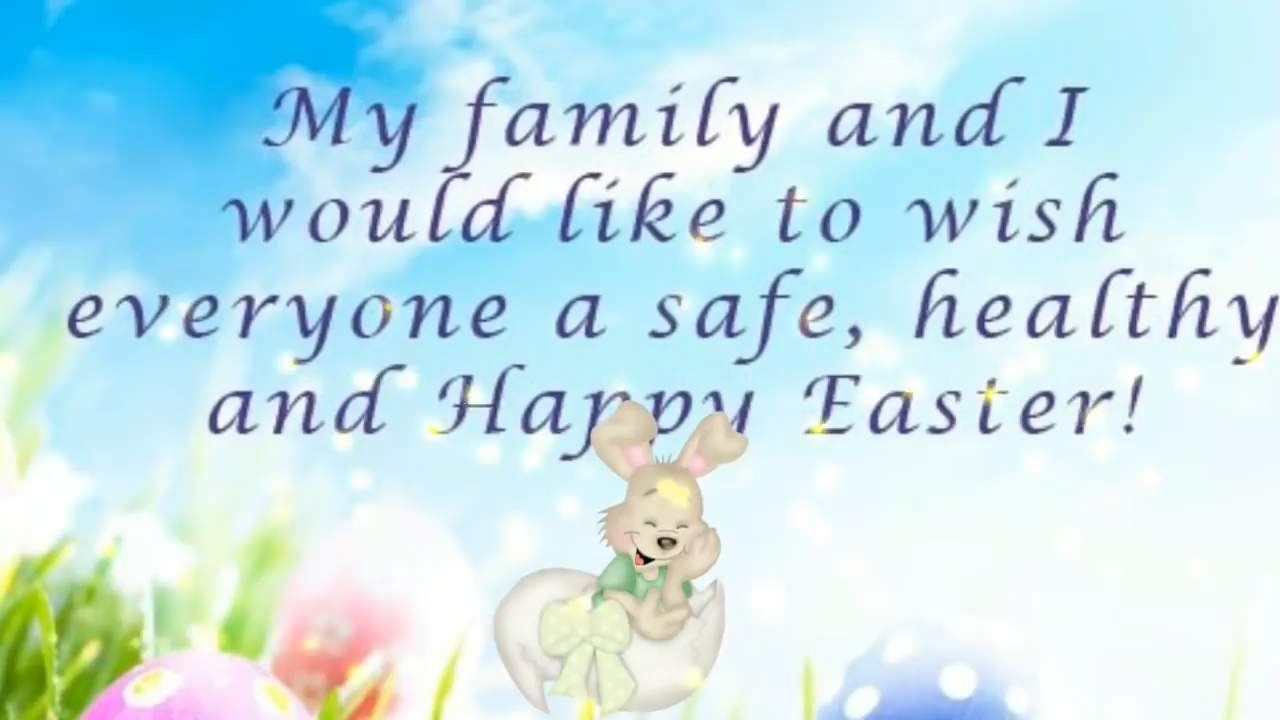 My family and I
would like to wish
everyone a safe, healthy
and Happy Easter!